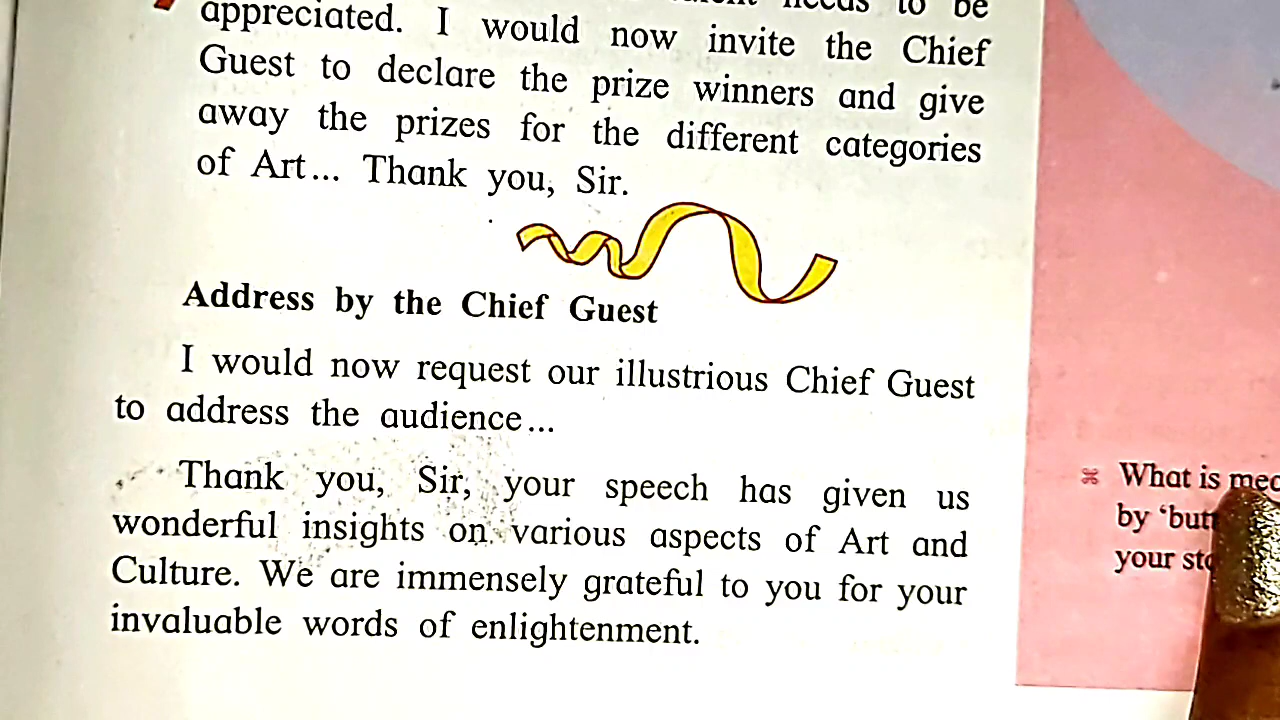 needs to be
appreciated. I would now invite the Chief
Guest to declare the prize winners and give
away the prizes for the different categories
of Art... Thank you, Sir.
Address by the Chief Guest
I would now request our illustrious Chief Guest
to address the audience...
Thank you, Sir, your speech has given us
wonderful insights on various aspects of Art and
Culture. We are immensely grateful to you for your
invaluable words of enlightenment.
What is
by
your